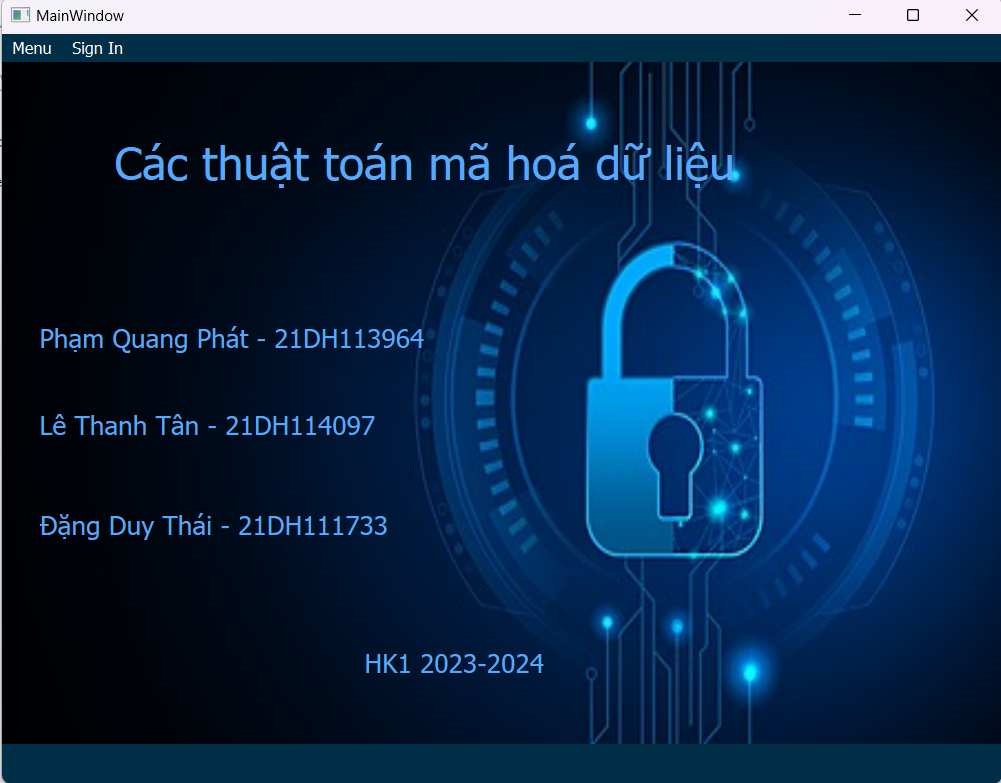 MainWindow
Menu Sign In
Các thuật toán mã hoá dữ liệu
Phạm Quang Phát - 21DH113964
Lê Thanh Tân - 21DH114097
Đặng Duy Thái - 21DH111733
HK1 2023-2024